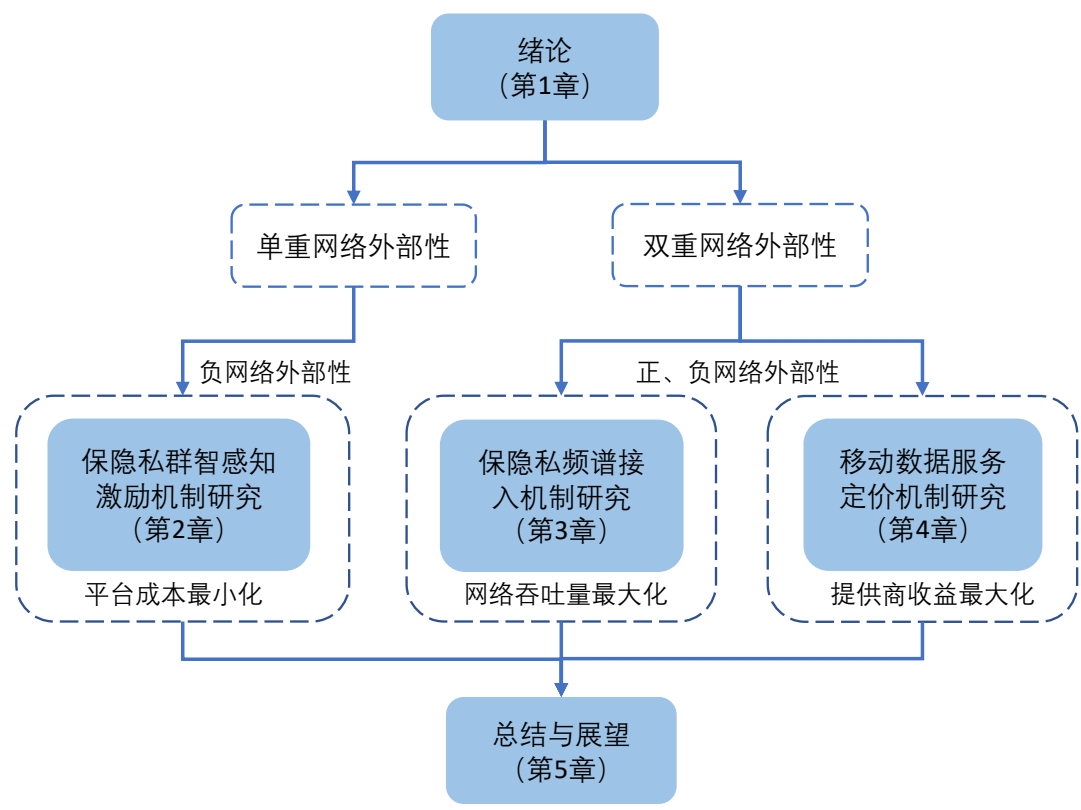 绪论
（第1章）
单重网络外部性
双重网络外部性
负网络外部性
正、负网络外部性
保隐私群智感知
激励机制研究
（第2章）
平台成本最小化
保隐私频谱接
入机制研究
（第3章）
网络吞吐量最大化
移动数据服务
定价机制研究
（第4章）
提供商收益最大化
总结与展望
（第5章）